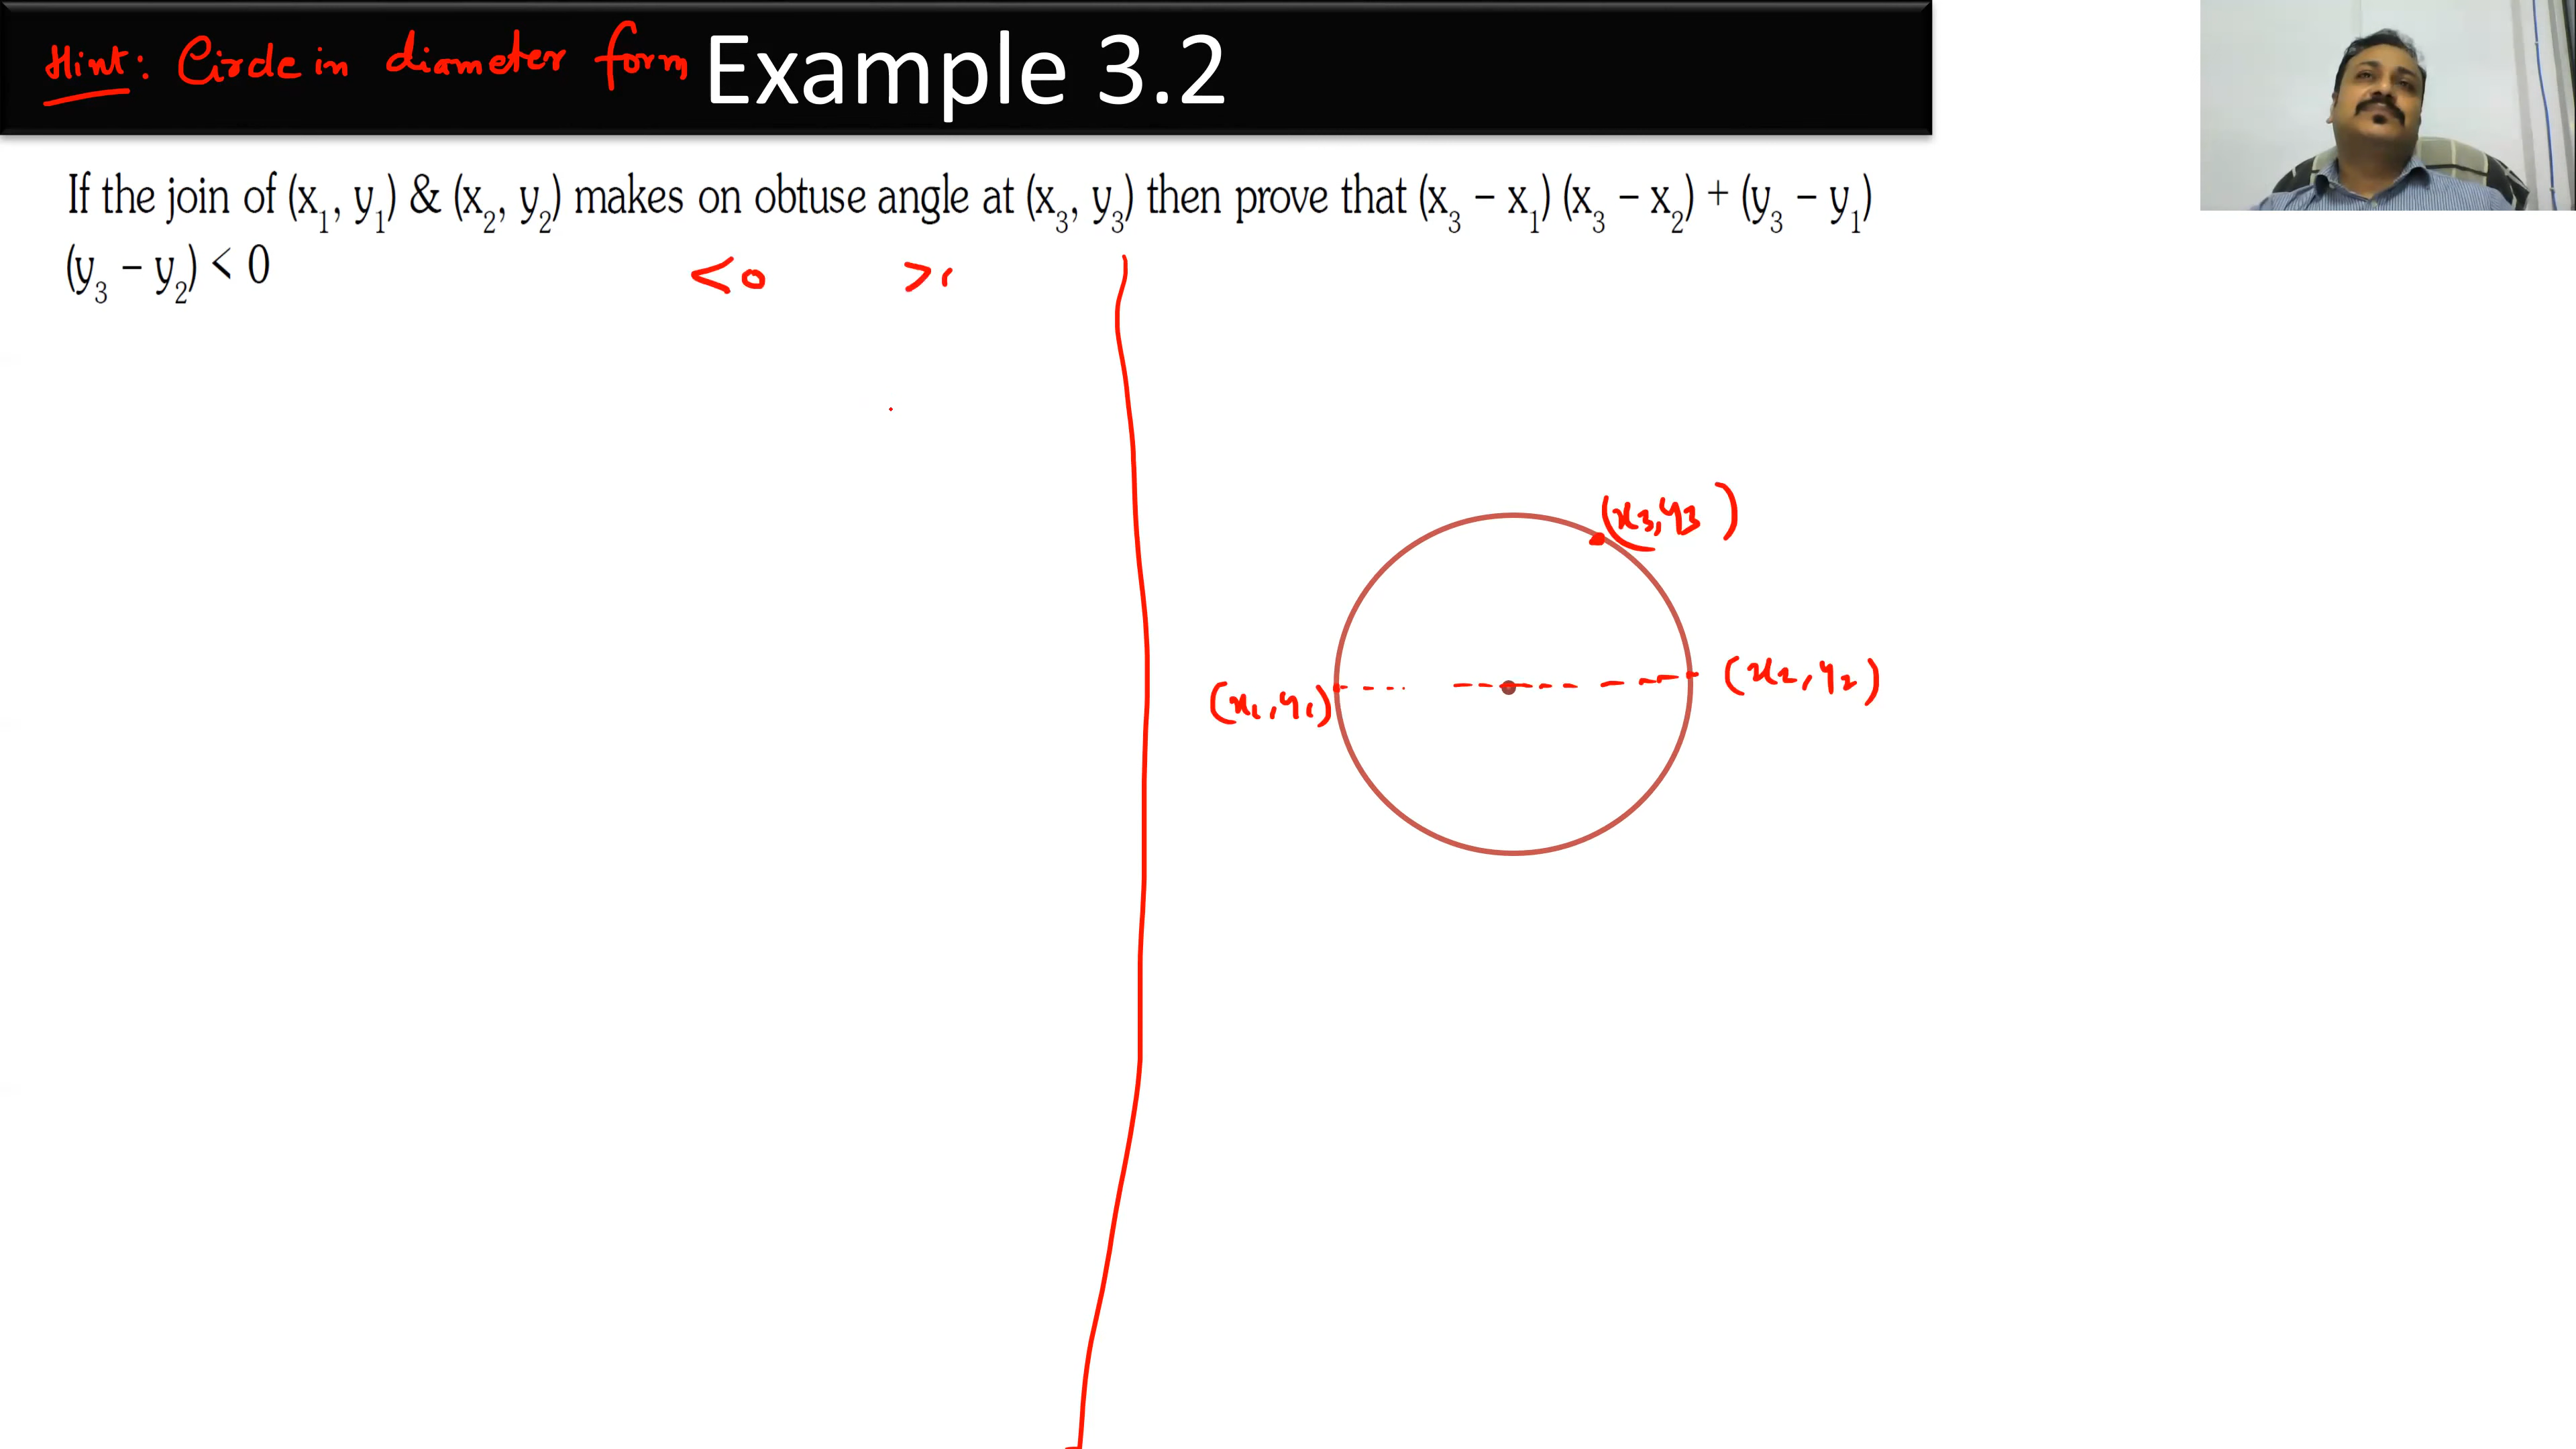 Hint: Circle in diameter form Example 3.2
If the join of (x₁, y₁) & (x₂, y₂) makes on obtuse angle at (x₃, y₃) then prove that (x₃ – x₁) (x₃ – x₂) + (y₃ – y₁)
(y₃ – y₂) < 0
<0 >
(x₃,y₃)
(x₁,y₁) (x₂,y₂)